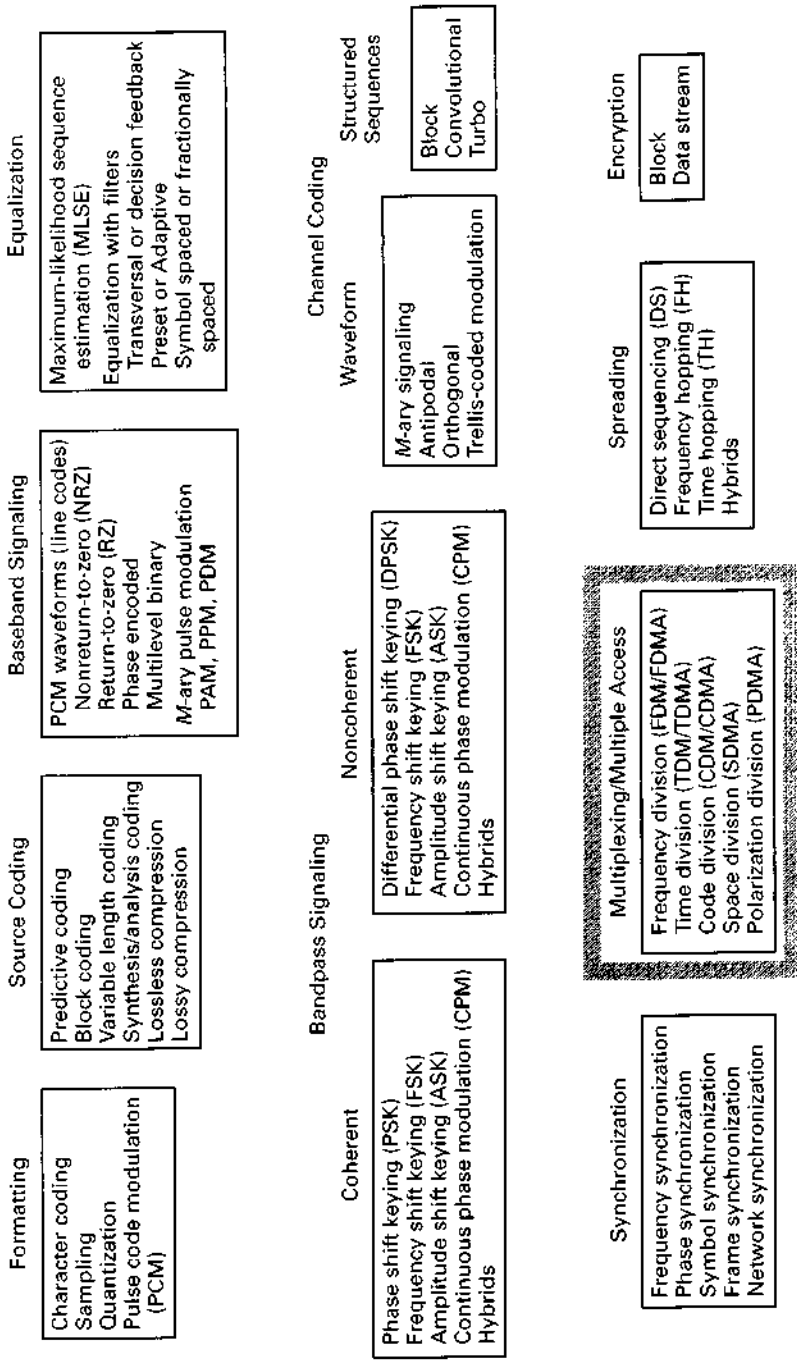 Formatting
Character coding
Sampling
Quantization
Pulse code modulation
(PCM)
Source Coding
Predictive coding
Block coding
Variable length coding
Synthesis/analysis coding
Lossless compression
Lossy compression
Baseband Signaling
PCM waveforms (line codes)
Nonreturn-to-zero (NRZ)
Return-to-zero (RZ)
Phase encoded
Multilevel binary
M-ary pulse modulation
PAM, PPM, PDM
Equalization
Maximum-likelihood sequence
estimation (MLSE)
Equalization with filters
Transversal or decision feedback
Preset or Adaptive
Symbol spaced or fractionally
spaced
Bandpass Signaling
Coherent
Phase shift keying (PSK)
Frequency shift keying (FSK)
Amplitude shift keying (ASK)
Continuous phase modulation (CPM)
Hybrids
Noncoherent
Differential phase shift keying (DPSK)
Frequency shift keying (FSK)
Amplitude shift keying (ASK)
Continuous phase modulation (CPM)
Hybrids
Channel Coding
Waveform
M-ary signaling
Antipodal
Orthogonal
Trellis-coded modulation
Structured
Sequences
Block
Convolutional
Turbo
Synchronization
Frequency synchronization
Phase synchronization
Symbol synchronization
Frame synchronization
Network synchronization
Multiplexing/Multiple Access
Frequency division (FDM/FDMA)
Time division (TDM/TDMA)
Code division (CDM/CDMA)
Space division (SDMA)
Polarization division (PDMA)
Spreading
Direct sequencing (DS)
Frequency hopping (FH)
Time hopping (TH)
Hybrids
Encryption
Block
Data stream